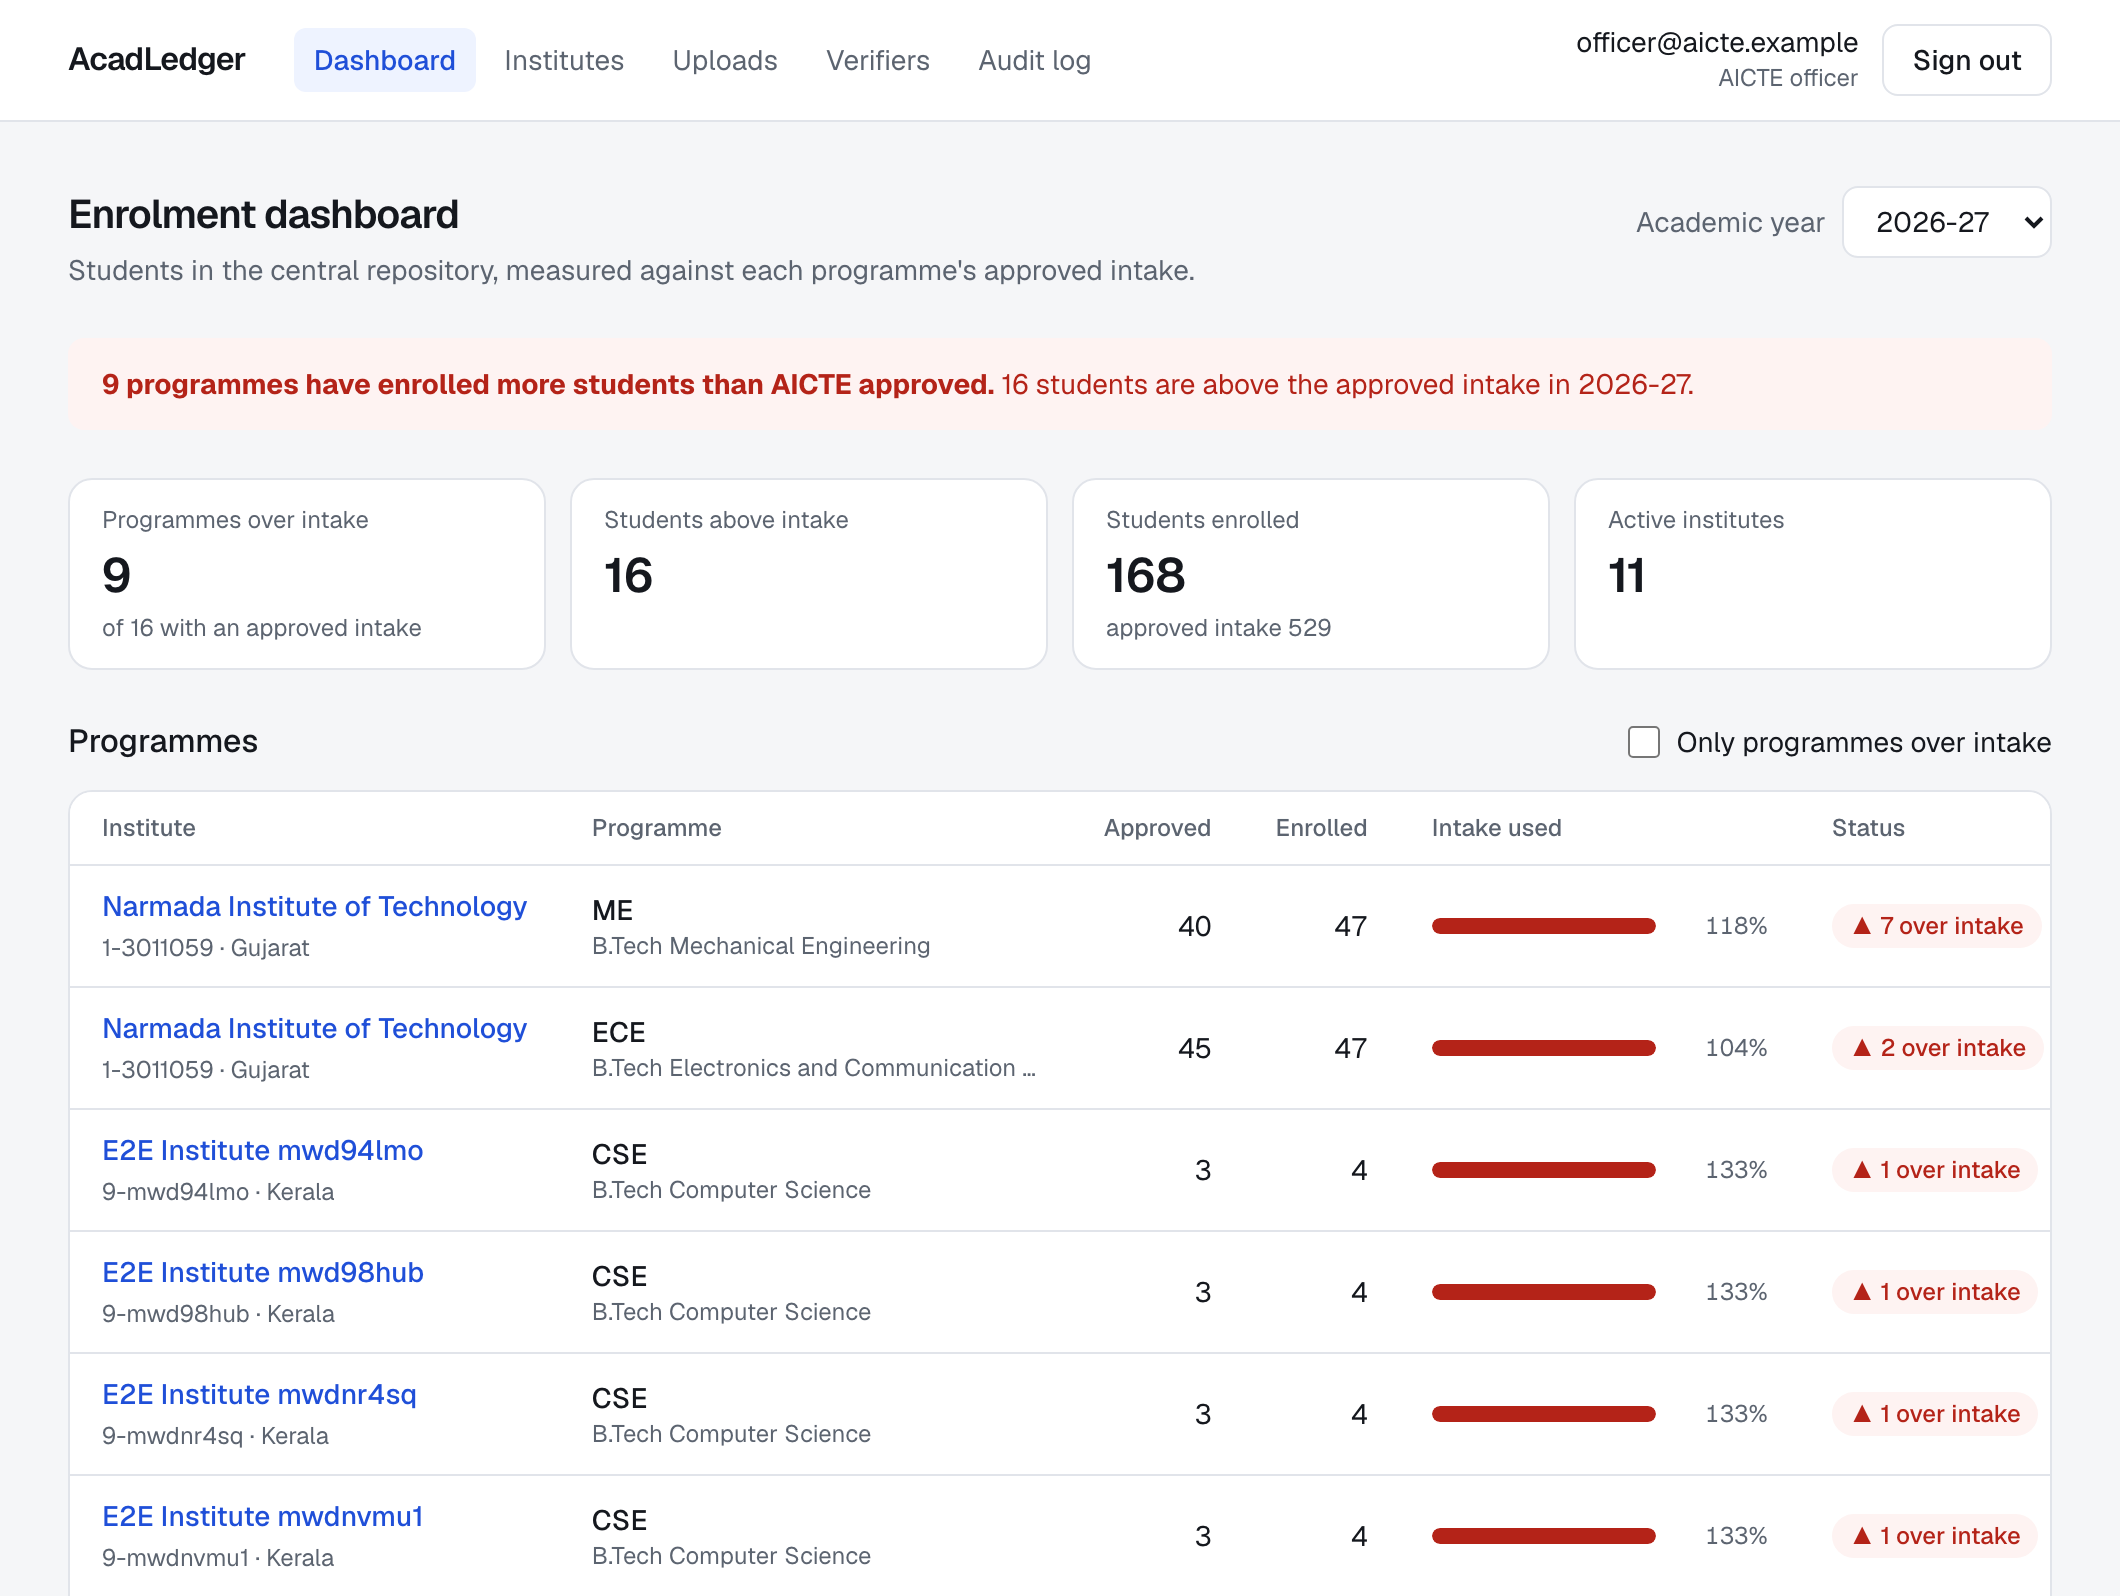 AcadLedger Dashboard Institutes Uploads Verifiers Audit log officer@aicte.example AICTE officer Sign out
Enrolment dashboard
Students in the central repository, measured against each programme's approved intake.
Academic year 2026-27
9 programmes have enrolled more students than AICTE approved. 16 students are above the approved intake in 2026-27.
Programmes over intake
9
of 16 with an approved intake
Students above intake
16
Students enrolled
168
approved intake 529
Active institutes
11
Programmes
Only programmes over intake
Institute Programme Approved Enrolled Intake used Status
Narmada Institute of Technology ME 40 47 118% ▲ 7 over intake
1-3011059 · Gujarat B.Tech Mechanical Engineering
Narmada Institute of Technology ECE 45 47 104% ▲ 2 over intake
1-3011059 · Gujarat B.Tech Electronics and Communication ...
E2E Institute mwd94lmo CSE 3 4 133% ▲ 1 over intake
9-mwd94lmo · Kerala B.Tech Computer Science
E2E Institute mwd98hub CSE 3 4 133% ▲ 1 over intake
9-mwd98hub · Kerala B.Tech Computer Science
E2E Institute mwdnr4sq CSE 3 4 133% ▲ 1 over intake
9-mwdnr4sq · Kerala B.Tech Computer Science
E2E Institute mwdnvmu1 CSE 3 4 133% ▲ 1 over intake
9-mwdnvmu1 · Kerala B.Tech Computer Science